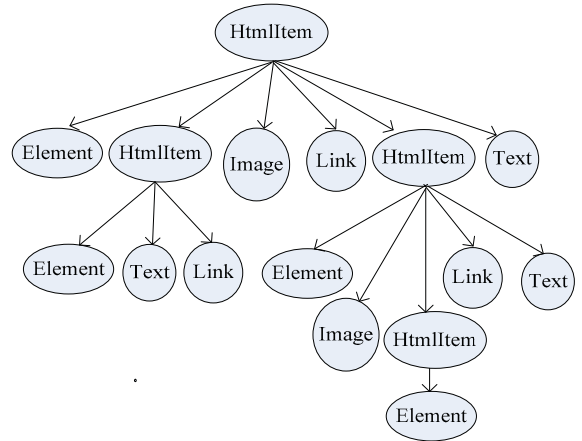 HtmlItem
Element HtmlItem Image Link HtmlItem Text
Element Text Link Element Link Text
Image HtmlItem
Element